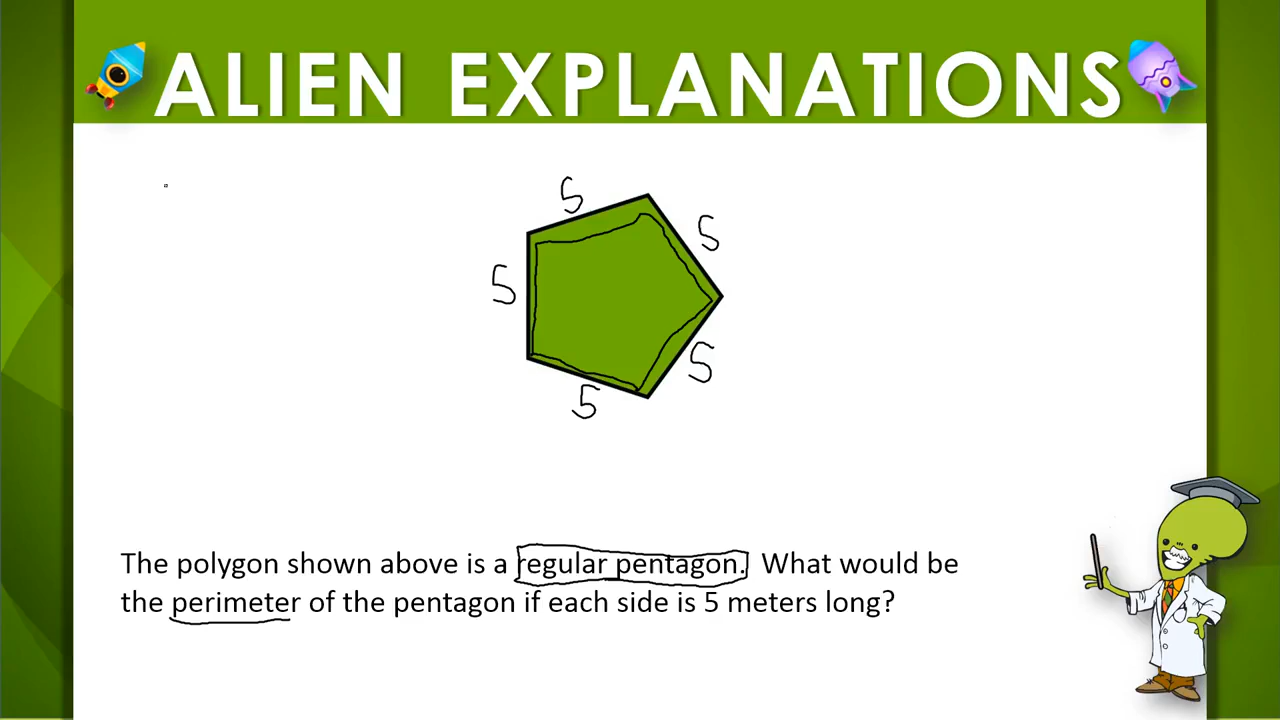 ALIEN EXPLANATIONS
5
5
5
5
5
The polygon shown above is a regular pentagon. What would be
the perimeter of the pentagon if each side is 5 meters long?